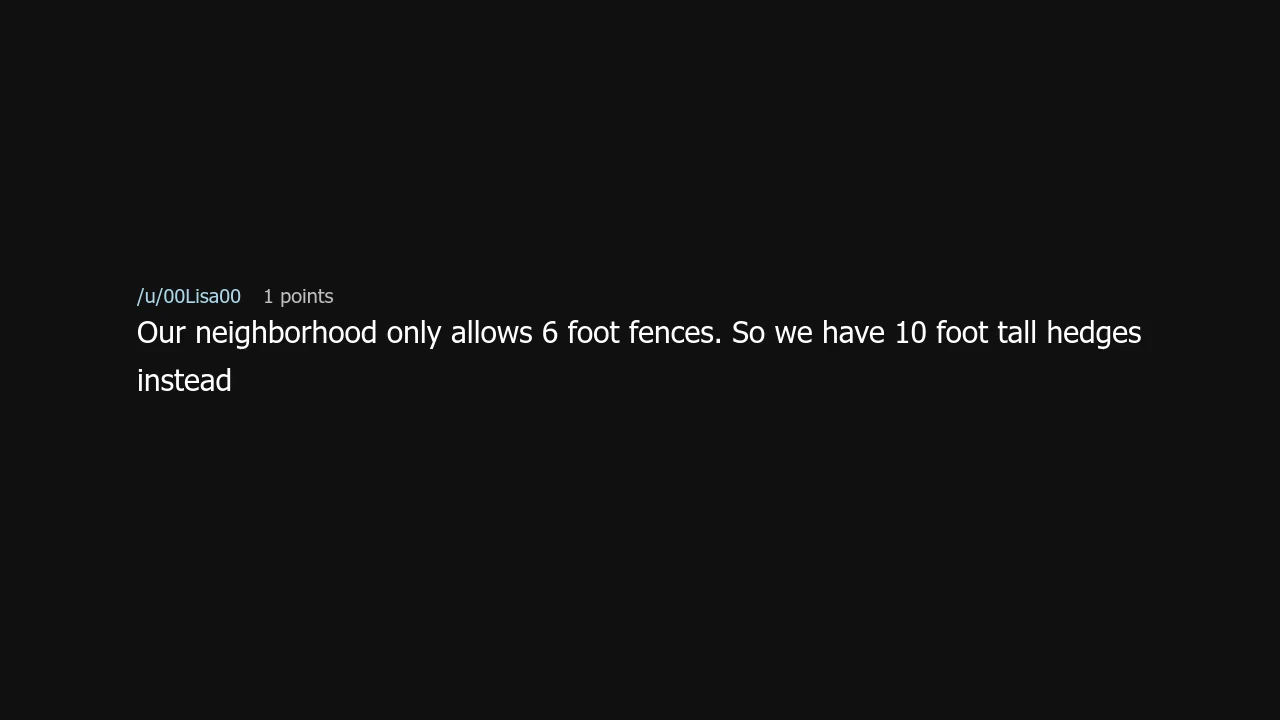 /u/00Lisa00 1 points
Our neighborhood only allows 6 foot fences. So we have 10 foot tall hedges
instead